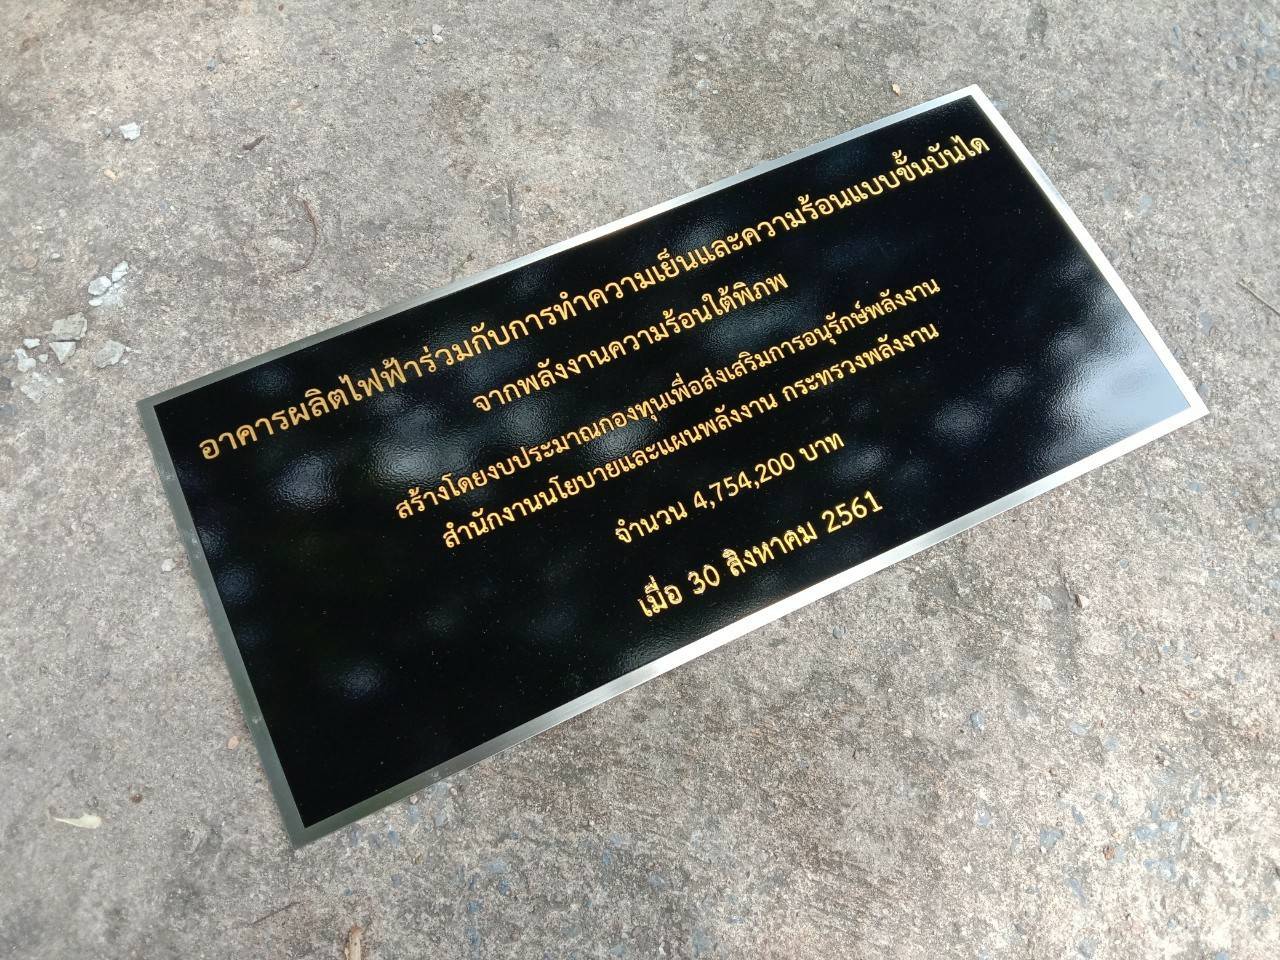 อาคารผลิตไฟฟ้าร่วมกับการทำความเย็นและความร้อนแบบขั้นบันได
จากพลังงานความร้อนใต้พิภพ
สร้างโดยงบประมาณกองทุนเพื่อส่งเสริมการอนุรักษ์พลังงาน
สำนักงานนโยบายและแผนพลังงาน กระทรวงพลังงาน
จำนวน 4,754,200 บาท
เมื่อ 30 สิงหาคม 2561